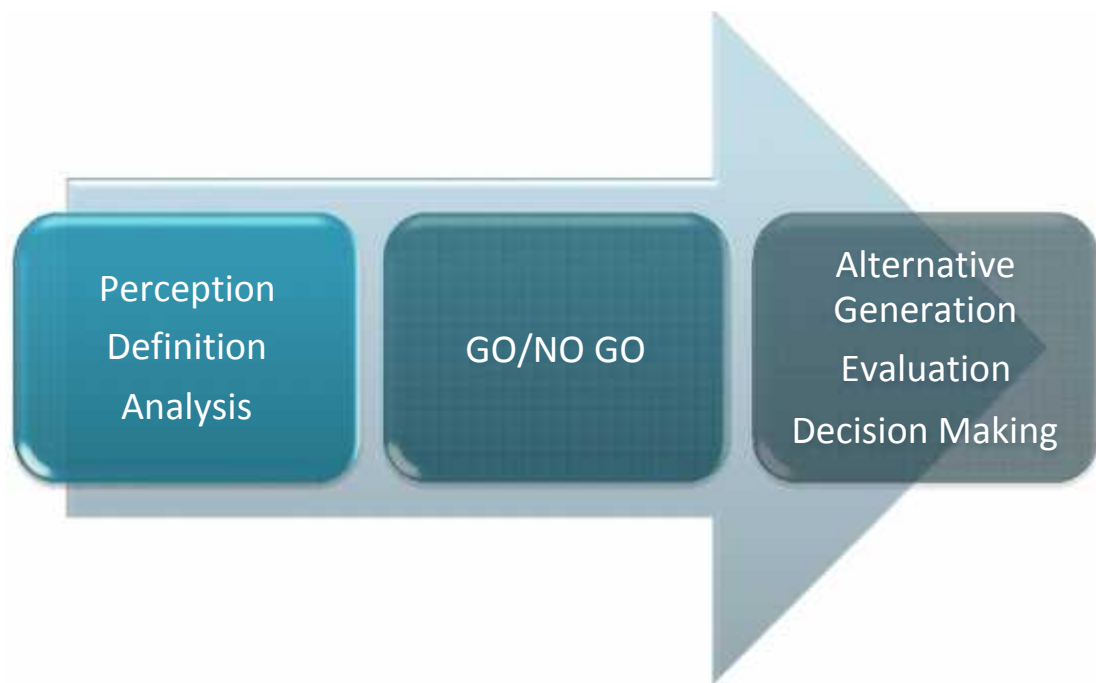 Perception
Definition
Analysis
GO/NO GO
Alternative
Generation
Evaluation
Decision Making